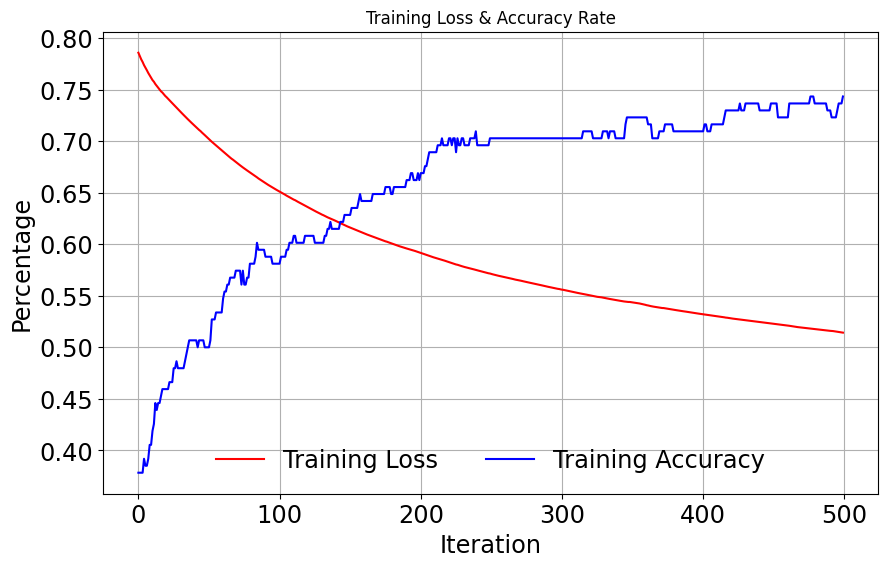 Training Loss & Accuracy Rate
0.80
0.75
0.70
0.65
0.60
0.55
0.50
0.45
0.40
Percentage
Training Loss Training Accuracy
0 100 200 300 400 500
Iteration